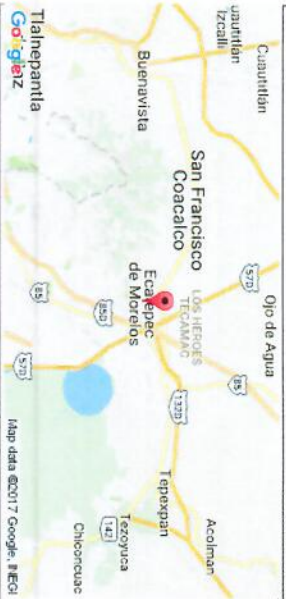 Cuautitlán
uautitlán
Izcalli
Buenavista
Ojo de Agua
57D
85
San Francisco
Coacalco
LOS HEROES
TECAMAC
Ecatepec
de Morelos
132D
Acolman
Tepexpan
Tezoyuca
142
Chiconcuac
85D
85
57D
Tlalnepantla
Google
Map data ©2017 Google, INEGI